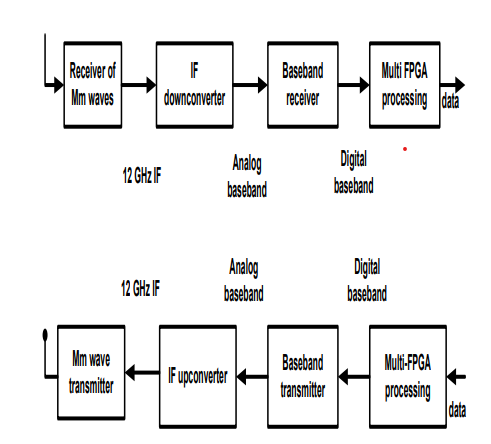 Receiver of
Mm waves
IF
downconverter
Baseband
receiver
Multi FPGA
processing
data
12 GHz IF
Analog
baseband
Digital
baseband
12 GHz IF
Analog
baseband
Digital
baseband
Mm wave
transmitter
IF upconverter
Baseband
transmitter
Multi-FPGA
processing
data